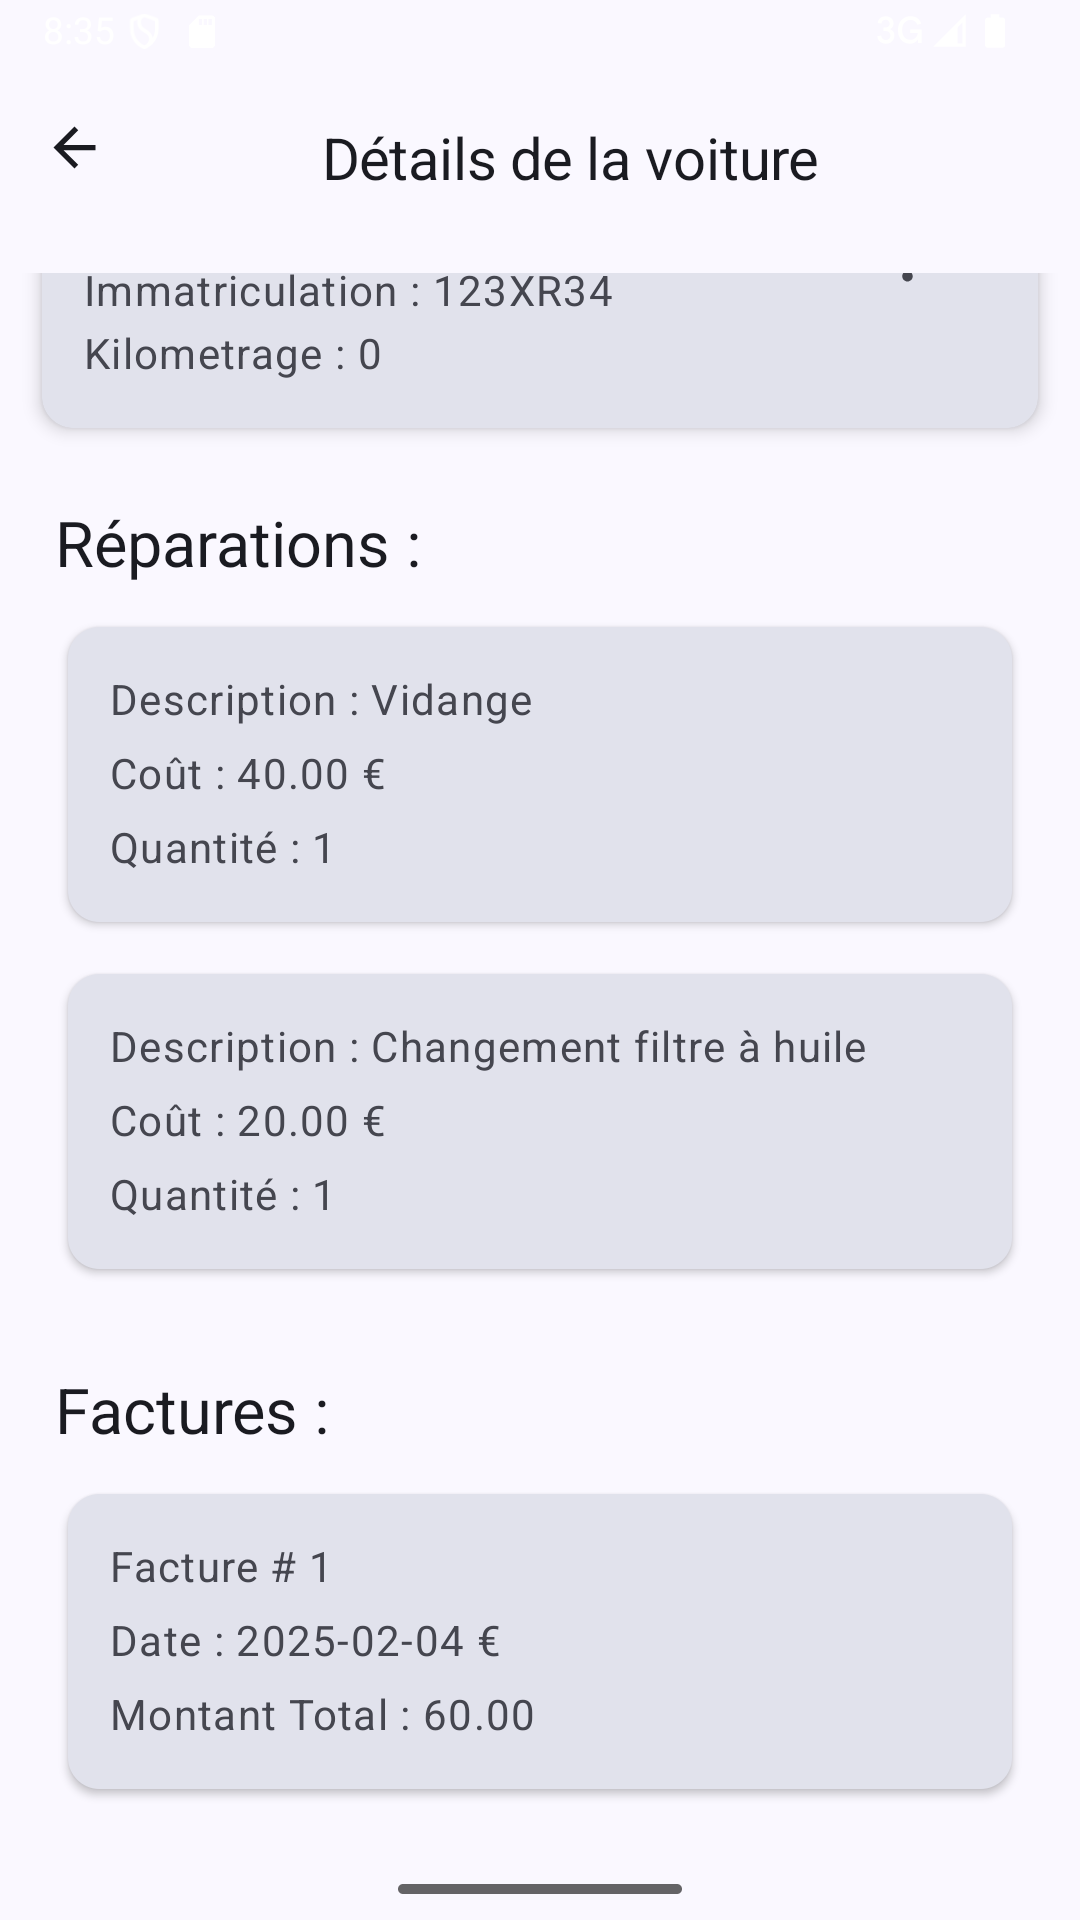 8:35
3G
Détails de la voiture
Immatriculation : 123XR34
Kilometrage : 0
Réparations :
Description : Vidange
Coût : 40.00 €
Quantité : 1
Description : Changement filtre à huile
Coût : 20.00 €
Quantité : 1
Factures :
Facture # 1
Date : 2025-02-04 €
Montant Total : 60.00